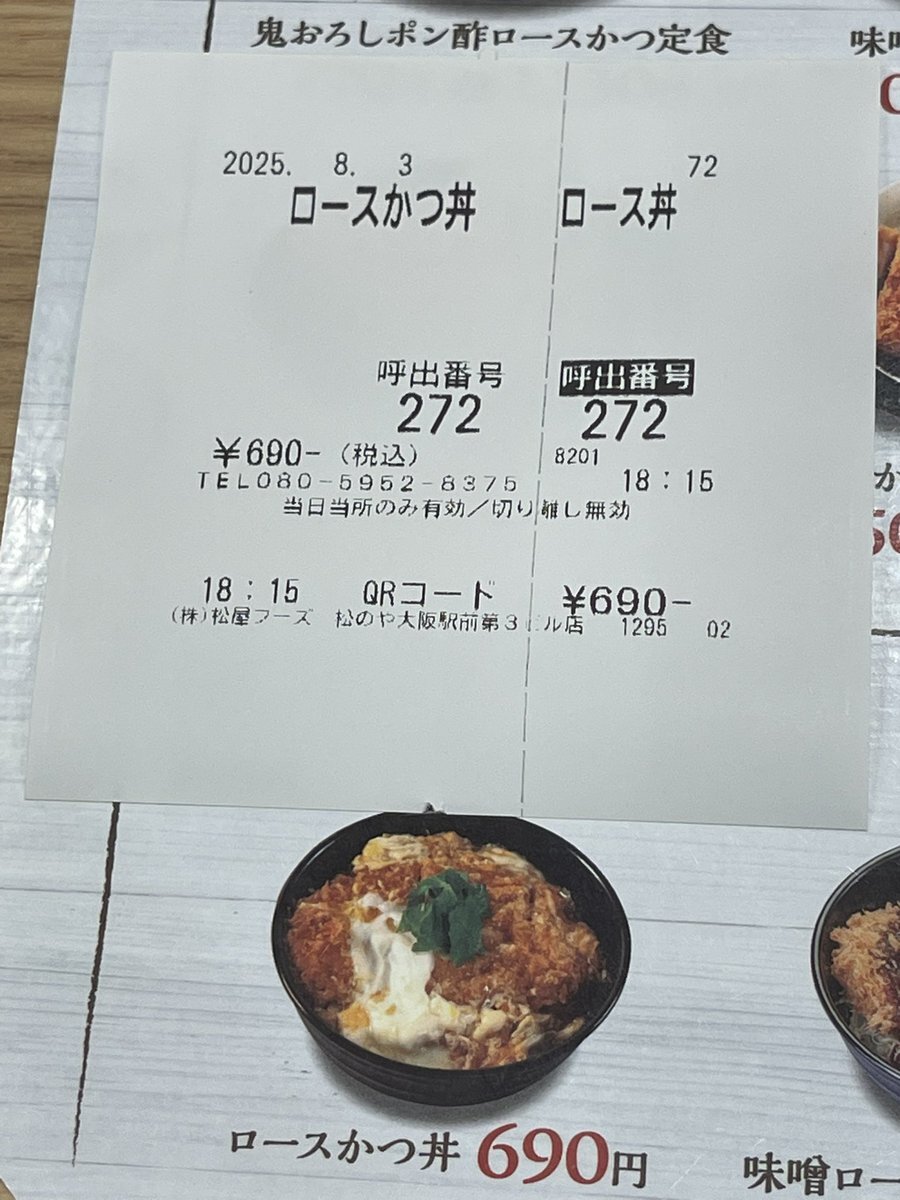 鬼おろしポン酢ロースかつ定食
味
2025. 8. 3 72
ロースかつ丼 ロース丼
呼出番号 呼出番号
272 272
¥690-(税込) 8201
TEL080-5952-8375 18:15
当日当所のみ有効/切り離し無効
18:15 QRコード ¥690-
(株)松屋フーズ 松のや大阪駅前第3ビル店 1295 02
か
ロースかつ丼 690円
味噌ロー